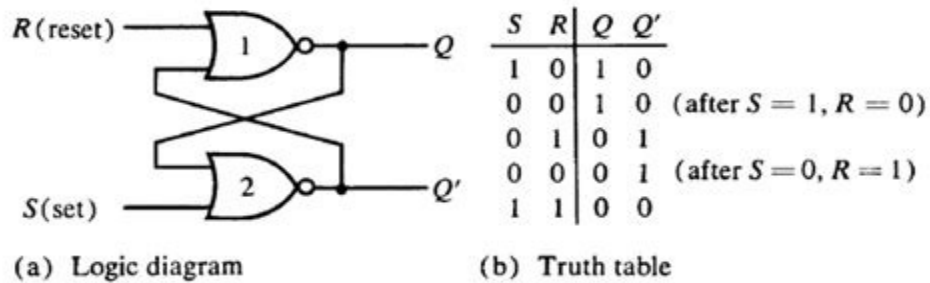 R (reset)
1
Q
2
Q'
S (set)
(a) Logic diagram
S R Q Q'
1 0 1 0
0 0 1 0 (after S = 1, R = 0)
0 1 0 1
0 0 0 1 (after S = 0, R = 1)
1 1 0 0
(b) Truth table